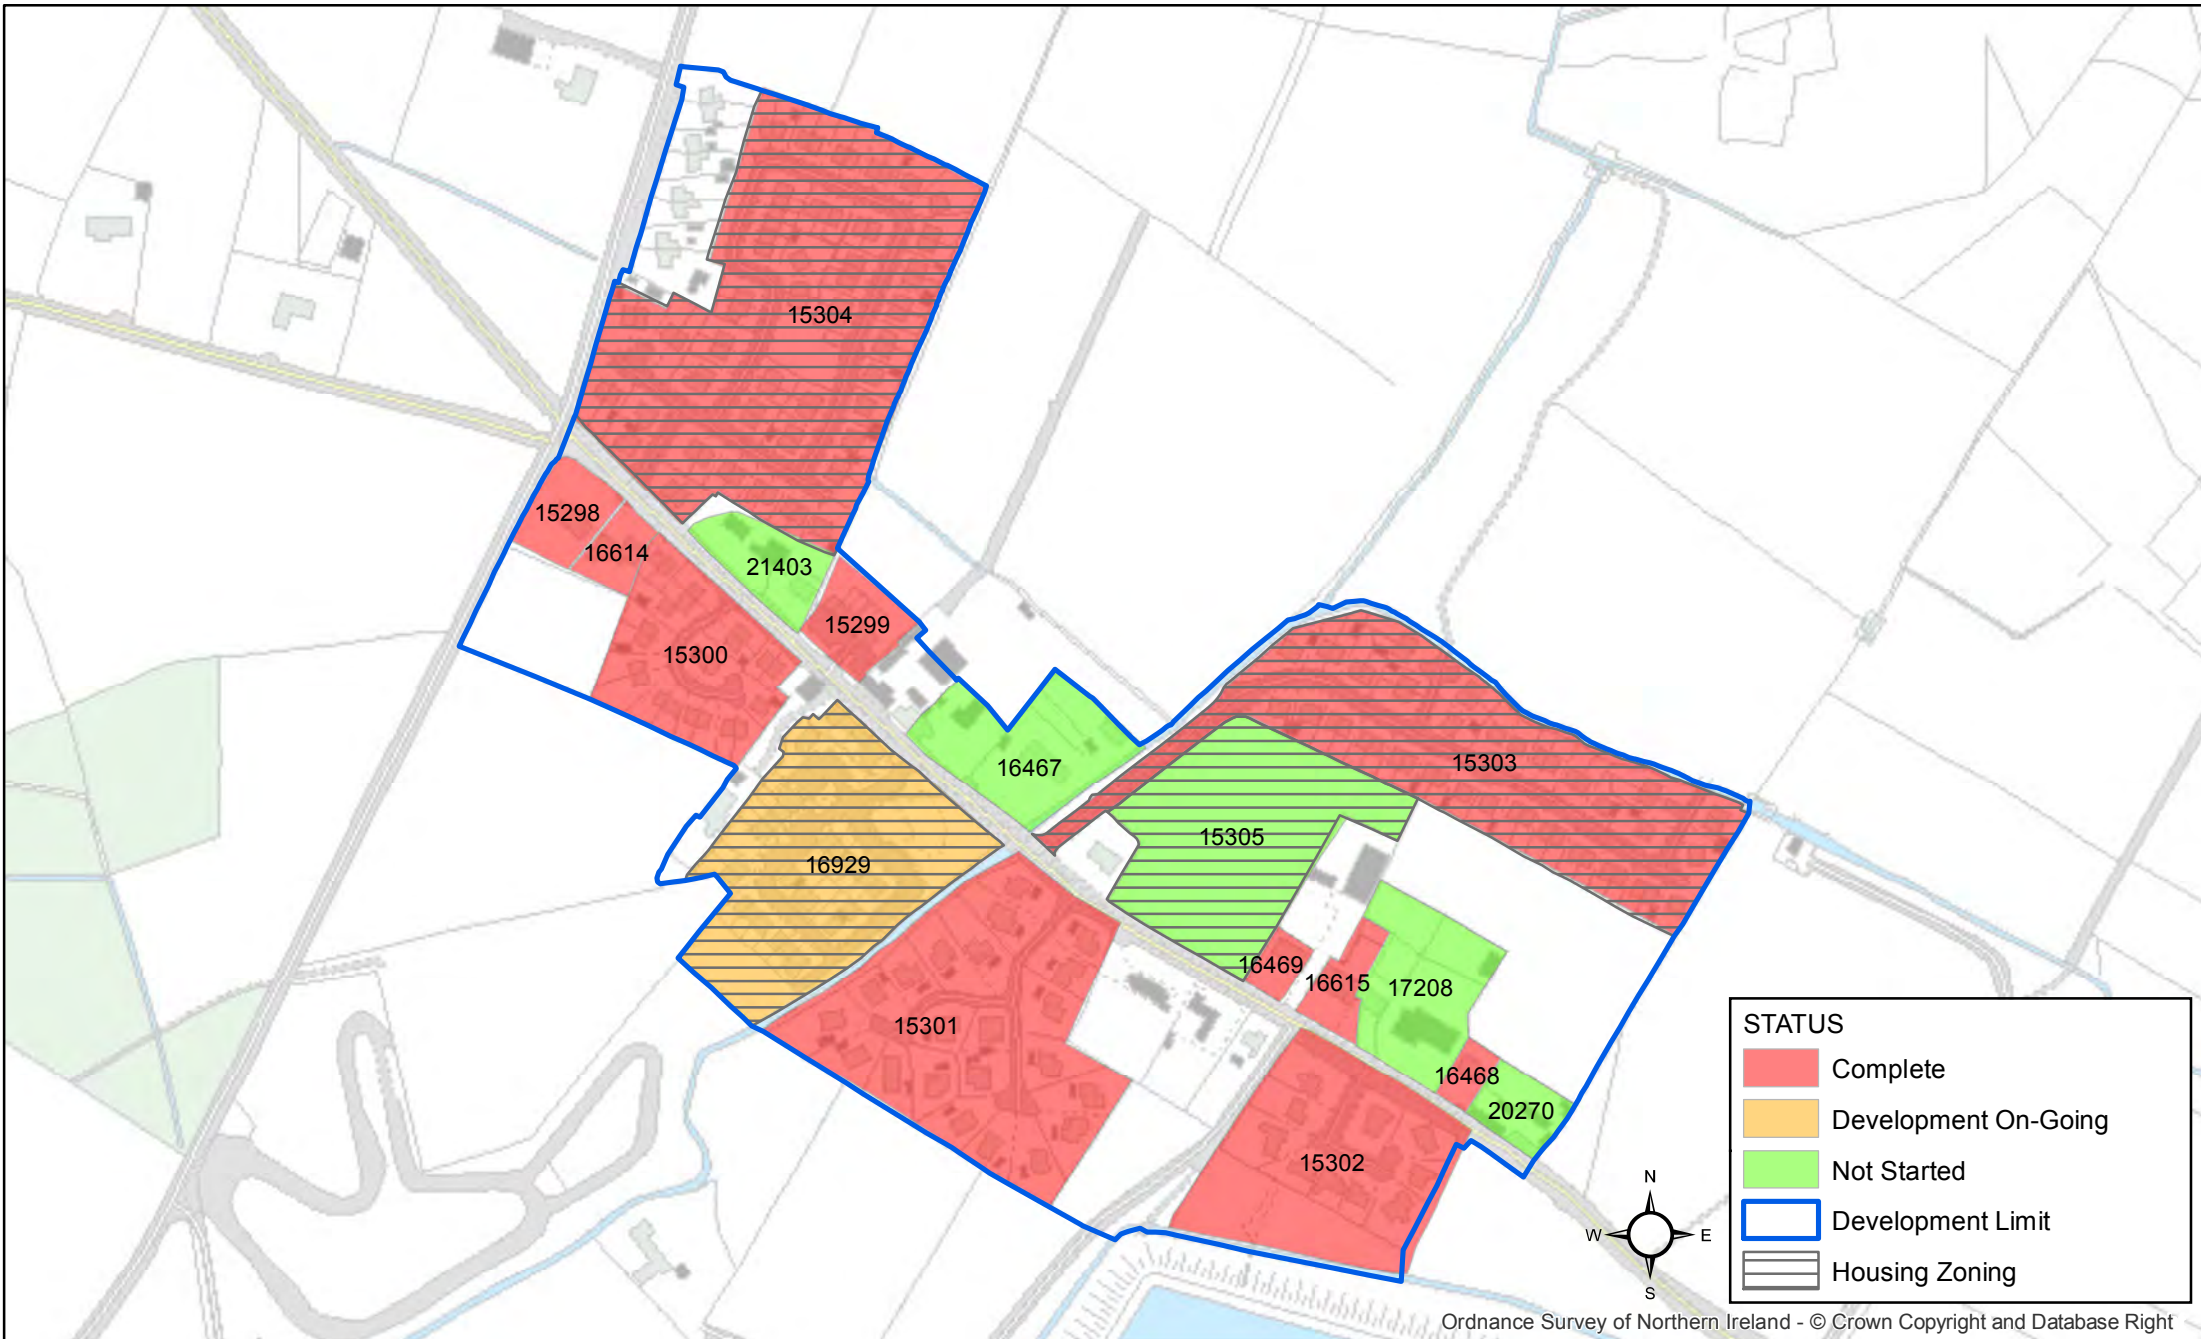 15304
15298
16614
21403
15299
15300
16467
15303
15305
16929
16469
16615
17208
15301
16468
20270
15302
STATUS
Complete
Development On-Going
Not Started
Development Limit
Housing Zoning
N
W
E
S
Ordnance Survey of Northern Ireland - © Crown Copyright and Database Right